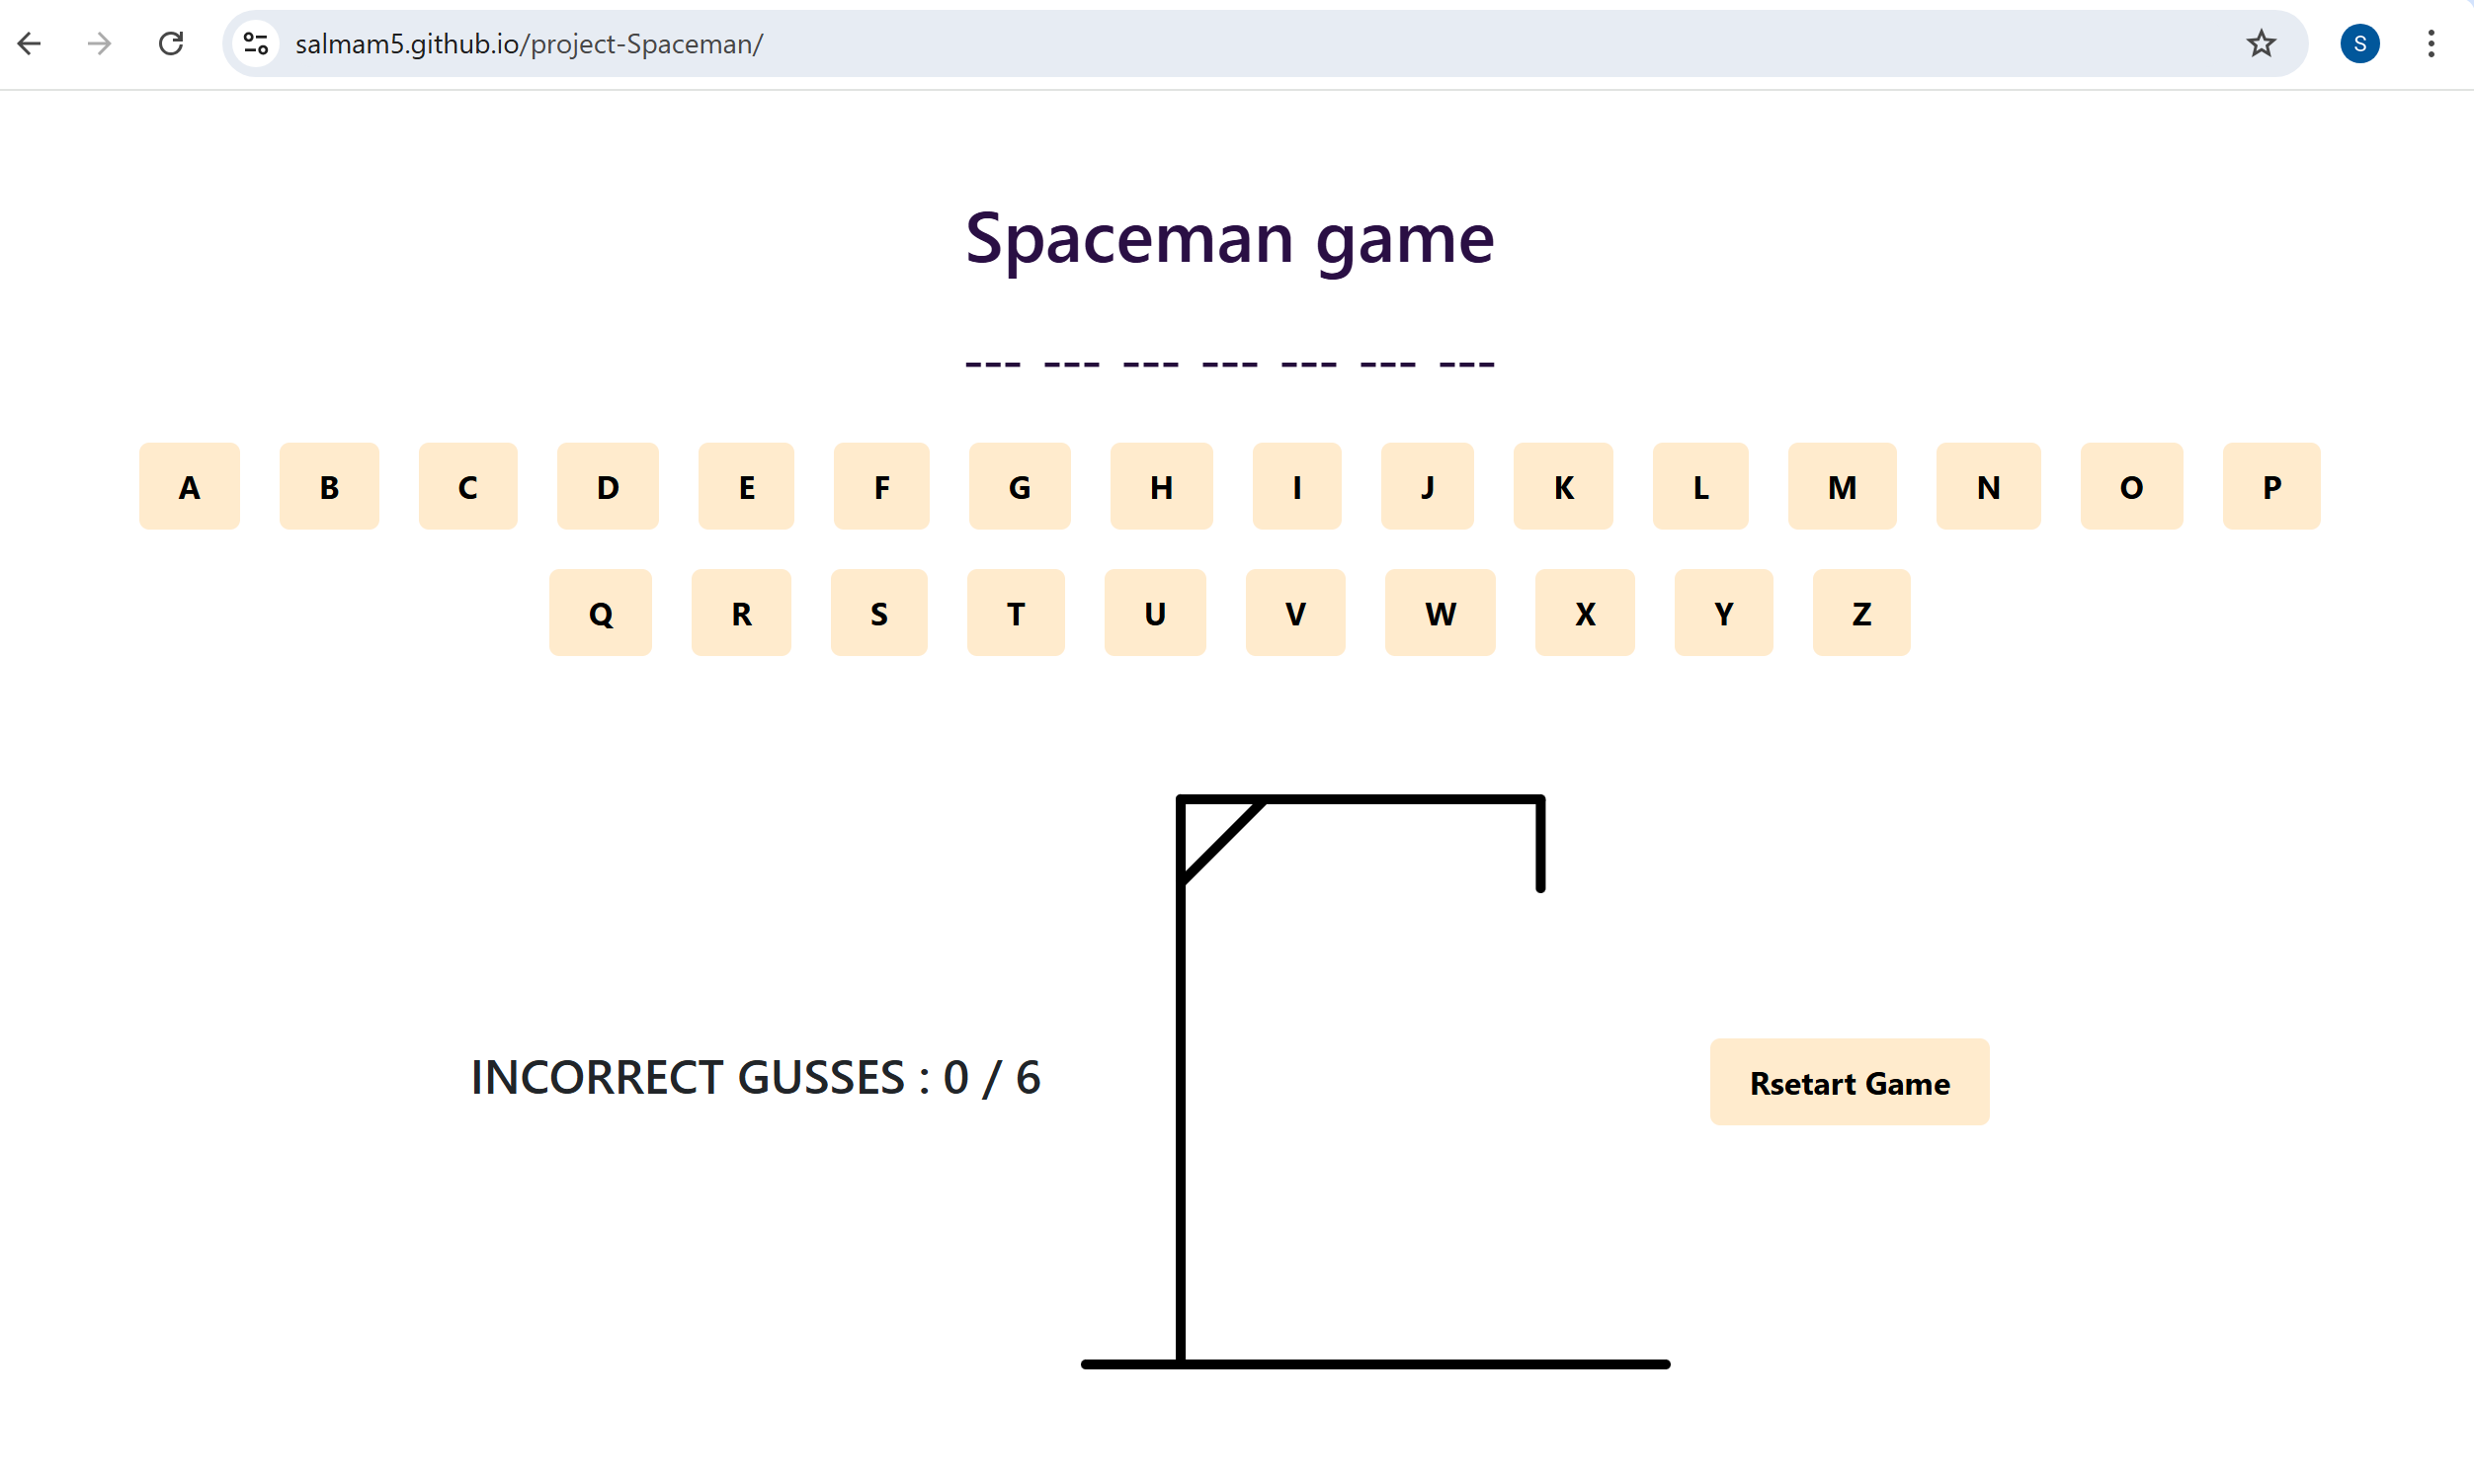 salmam5.github.io/project-Spaceman/
S
Spaceman game
--- --- --- --- --- --- ---
A B C D E F G H I J K L M N O P
Q R S T U V W X Y Z
INCORRECT GUSSES : 0 / 6
Rsetart Game